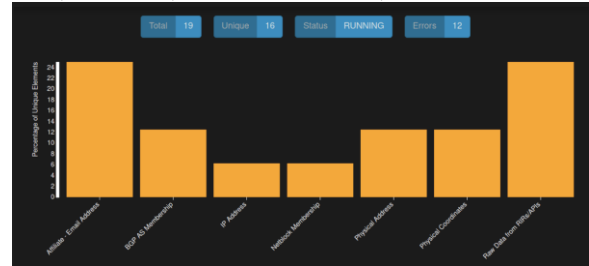 Total 19 Unique 16 Status RUNNING Errors 12
Percentage of Unique Elements
24
22
20
18
16
14
12
10
8
6
4
2
0
Affiliate - Email Address
BGP AS Membership
IP Address
Netblock Membership
Physical Address
Physical Coordinates
Raw Data from RIRs/APIs